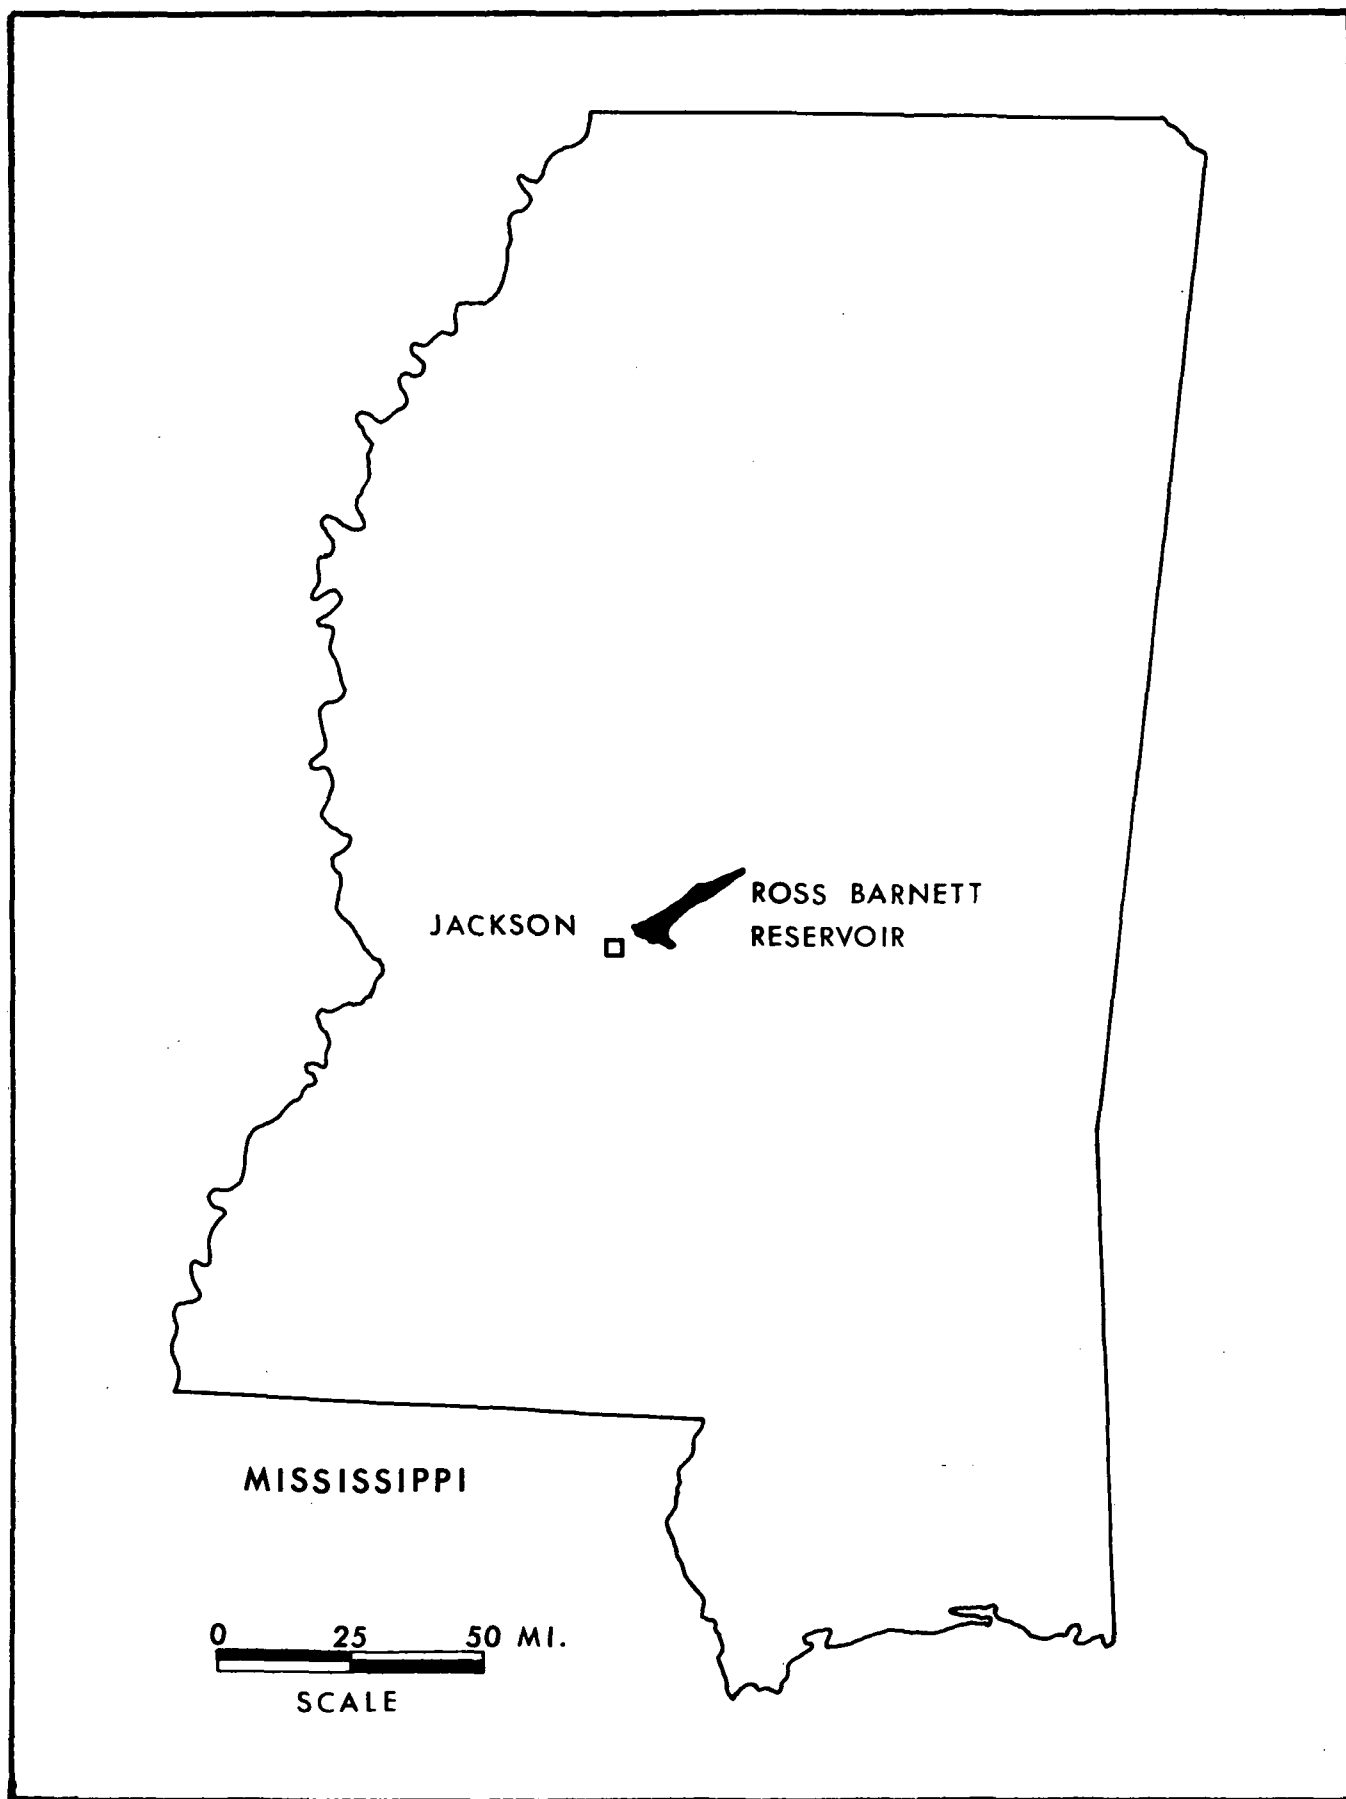 JACKSON
ROSS BARNETT
RESERVOIR
MISSISSIPPI
0 25 50 MI.
SCALE